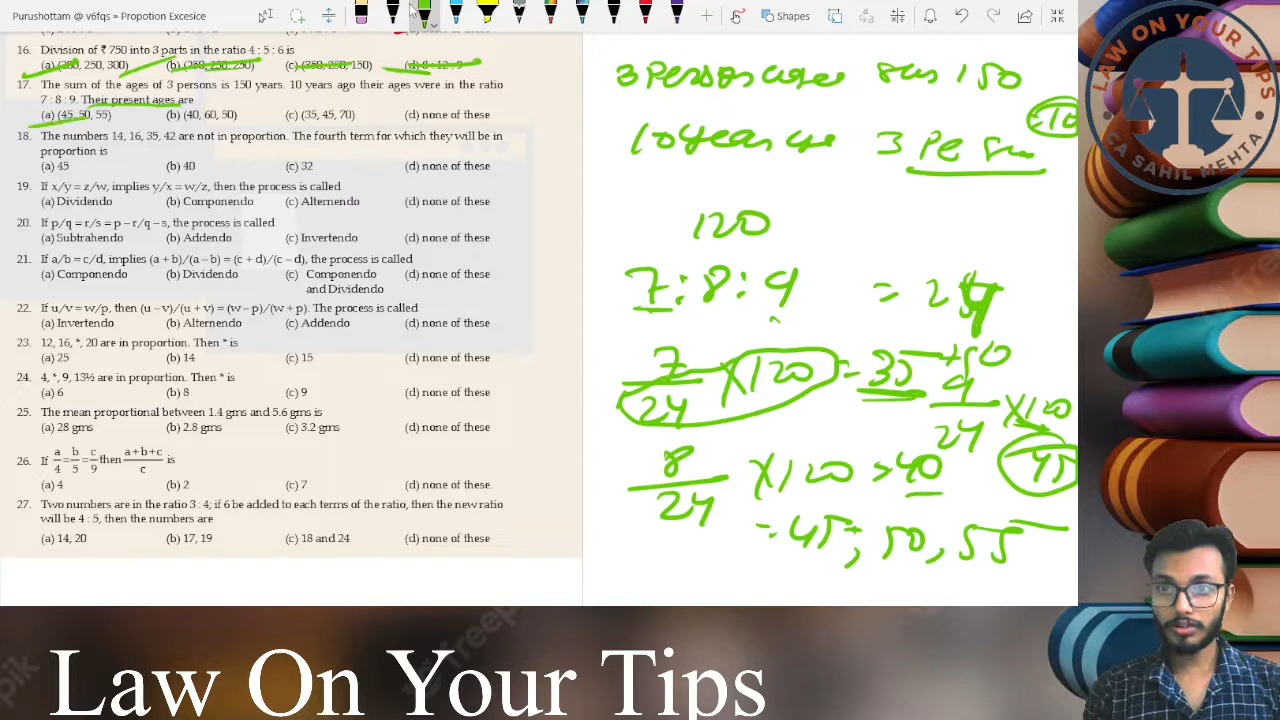 Purushottam @ v6fqs > Propotion Excesice
Shapes
16. Division of ₹ 750 into 3 parts in the ratio 4 : 5 : 6 is
(a) (200, 250, 300) (b) (250, 250, 250) (c) (350, 250, 150) (d) 8 : 12 : 9
7. The sum of the ages of 3 persons is 150 years. 10 years ago their ages were in the ratio
7 : 8 : 9. Their present ages are
(a) (45, 50, 55) (b) (40, 60, 50) (c) (35, 45, 70) (d) none of these
18. The numbers 14, 16, 35, 42 are not in proportion. The fourth term for which they will be in
proportion is
(a) 45 (b) 40 (c) 32 (d) none of these
19. If x/y = z/w, implies y/x = w/z, then the process is called
(a) Dividendo (b) Componendo (c) Alternendo (d) none of these
20. If p/q = r/s = p – r/q – s, the process is called
(a) Subtrahendo (b) Addendo (c) Invertendo (d) none of these
21. If a/b = c/d, implies (a + b)/(a – b) = (c + d)/(c – d), the process is called
(a) Componendo (b) Dividendo (c) Componendo (d) none of these
and Dividendo
22. If u/v = w/p, then (u – v)/(u + v) = (w – p)/(w + p). The process is called
(a) Invertendo (b) Alternendo (c) Addendo (d) none of these
23. 12, 16, *, 20 are in proportion. Then * is
(a) 25 (b) 14 (c) 15 (d) none of these
24. 4, *, 9, 13½ are in proportion. Then * is
(a) 6 (b) 8 (c) 9 (d) none of these
25. The mean proportional between 1.4 gms and 5.6 gms is
(a) 28 gms (b) 2.8 gms (c) 3.2 gms (d) none of these
26. If a/4 = b/5 = c/9 then a+b+c/c is
(a) 4 (b) 2 (c) 7 (d) none of these.
27. Two numbers are in the ratio 3 : 4; if 6 be added to each terms of the ratio, then the new ratio
will be 4 : 5, then the numbers are
(a) 14, 20 (b) 17, 19 (c) 18 and 24 (d) none of these
3 Persons ages sum 150
10 years 3 Person -10
120
7 : 8 : 9 = 24
7/24 × 120 = 35 +10
9/24 × 120
45
8/24 × 120 40
= 45, 50, 55
LAW ON YOUR TIPS
CA SAHIL MEHTA
Law On Your Tips